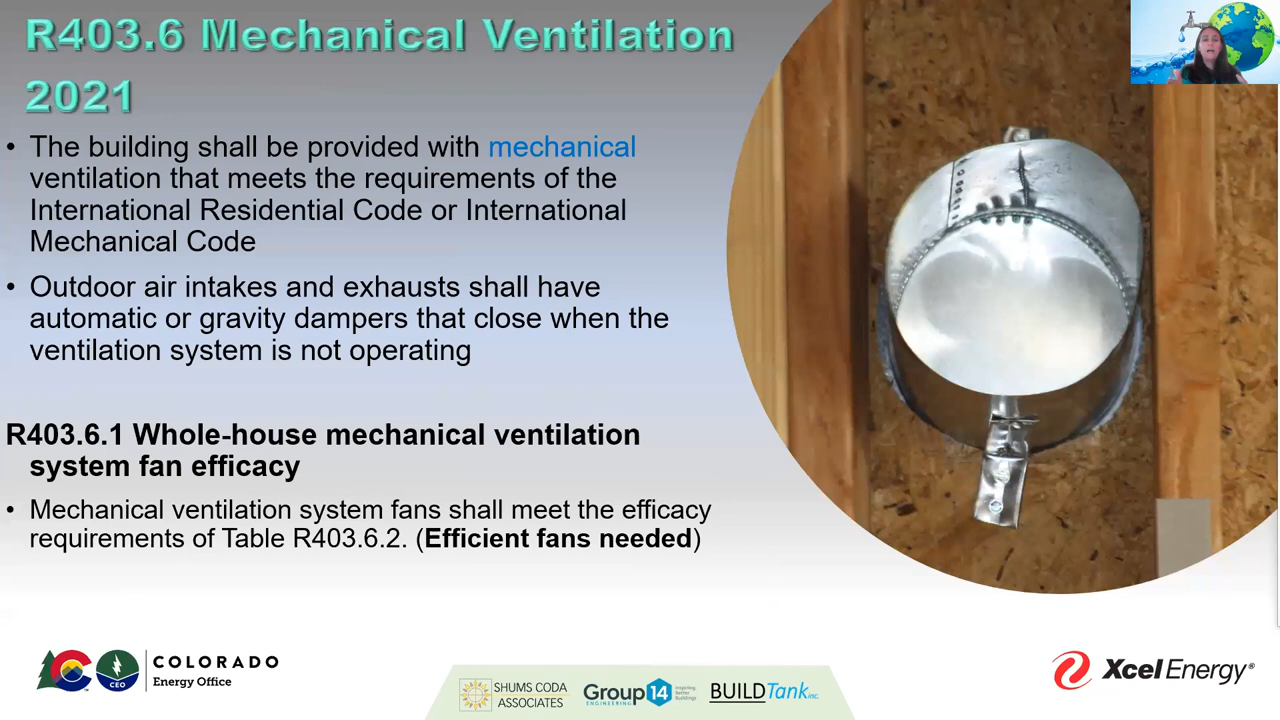 R403.6 Mechanical Ventilation
2021
• The building shall be provided with mechanical
ventilation that meets the requirements of the
International Residential Code or International
Mechanical Code
• Outdoor air intakes and exhausts shall have
automatic or gravity dampers that close when the
ventilation system is not operating
R403.6.1 Whole-house mechanical ventilation
system fan efficacy
• Mechanical ventilation system fans shall meet the efficacy
requirements of Table R403.6.2. (Efficient fans needed)
CEO
COLORADO
Energy Office
SHUMS CODA
ASSOCIATES
Group14
ENGINEERING
Inspiring
Better
Buildings
BUILDTank inc.
Xcel Energy®